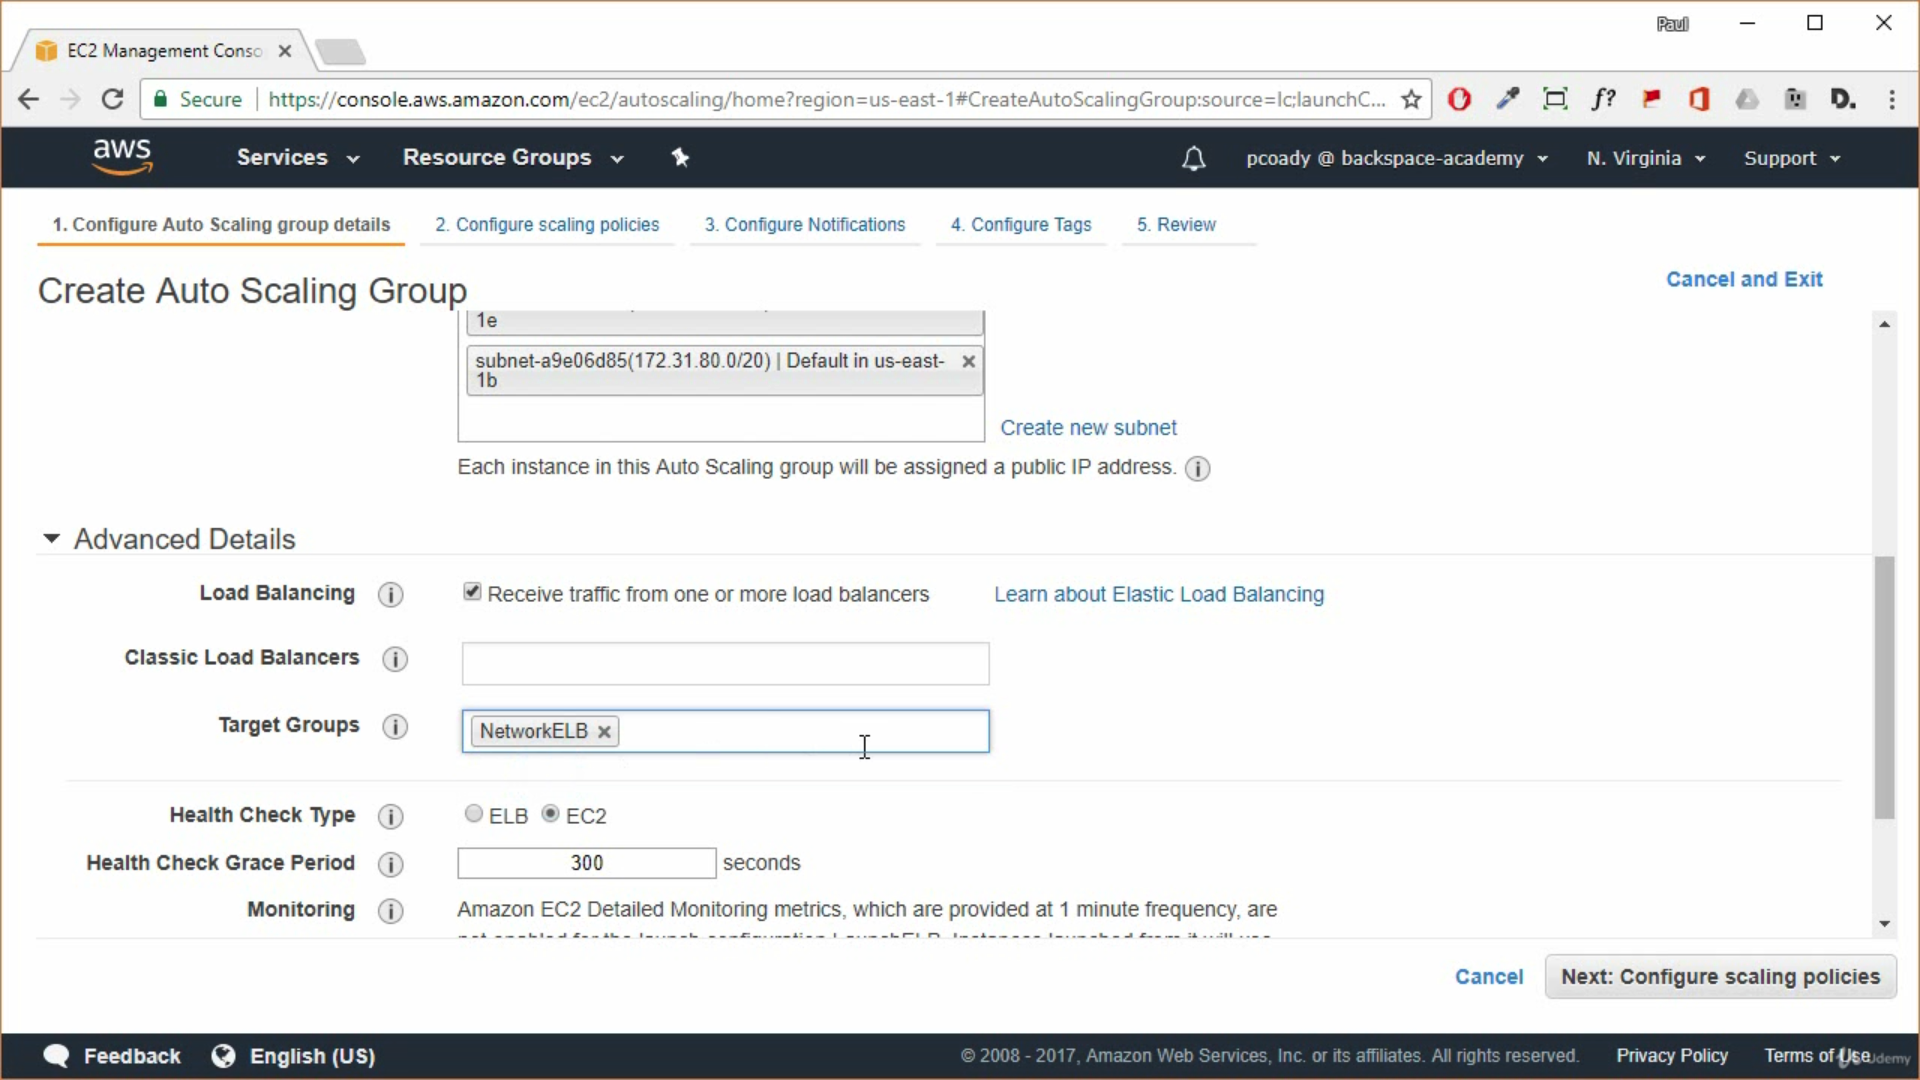 Paul
EC2 Management Conso
Secure
https://console.aws.amazon.com/ec2/autoscaling/home?region=us-east-1#CreateAutoScalingGroup:source=lc;launchC...
f?
D.
aws
Services
Resource Groups
pcoady @ backspace-academy
N. Virginia
Support
1. Configure Auto Scaling group details
2. Configure scaling policies
3. Configure Notifications
4. Configure Tags
5. Review
Create Auto Scaling Group
Cancel and Exit
1e
subnet-a9e06d85(172.31.80.0/20) | Default in us-east-
1b
Create new subnet
Each instance in this Auto Scaling group will be assigned a public IP address.
Advanced Details
Load Balancing
Receive traffic from one or more load balancers
Learn about Elastic Load Balancing
Classic Load Balancers
Target Groups
NetworkELB
Health Check Type
ELB
EC2
Health Check Grace Period
300
seconds
Monitoring
Amazon EC2 Detailed Monitoring metrics, which are provided at 1 minute frequency, are
Cancel
Next: Configure scaling policies
Feedback
English (US)
© 2008 - 2017, Amazon Web Services, Inc. or its affiliates. All rights reserved.
Privacy Policy
Terms of Use
Udemy